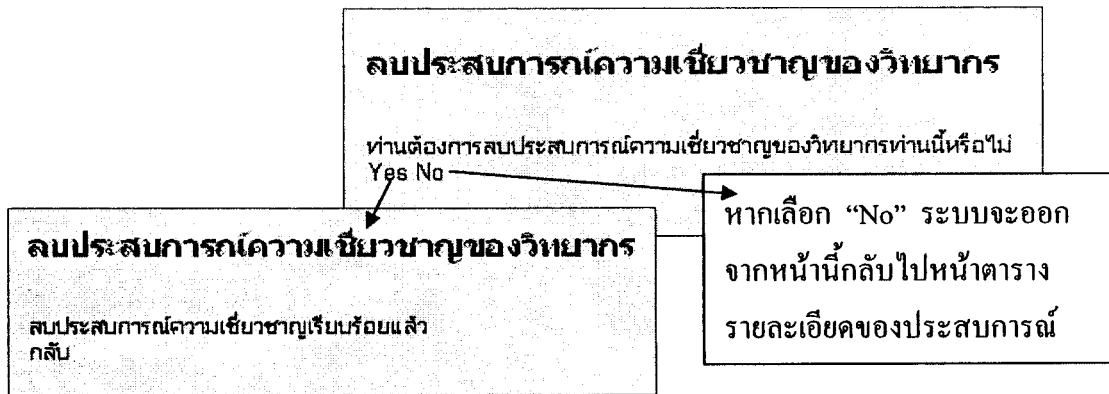 ลบประสบการณ์ความเชี่ยวชาญของวิทยากร
ท่านต้องการลบประสบการณ์ความเชี่ยวชาญของวิทยากรท่านนี้หรือไม่
Yes No
หากเลือก “No” ระบบจะออก
จากหน้านี้กลับไปหน้าตาราง
รายละเอียดของประสบการณ์
ลบประสบการณ์ความเชี่ยวชาญของวิทยากร
ลบประสบการณ์ความเชี่ยวชาญเรียบร้อยแล้ว
กลับ